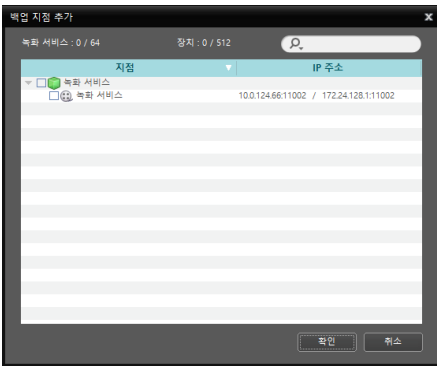 백업 지점 추가 x
녹화 서비스 : 0 / 64 장치 : 0 / 512
지점 IP 주소
녹화 서비스
녹화 서비스 10.0.124.66:11002 / 172.24.128.1:11002
확인 취소